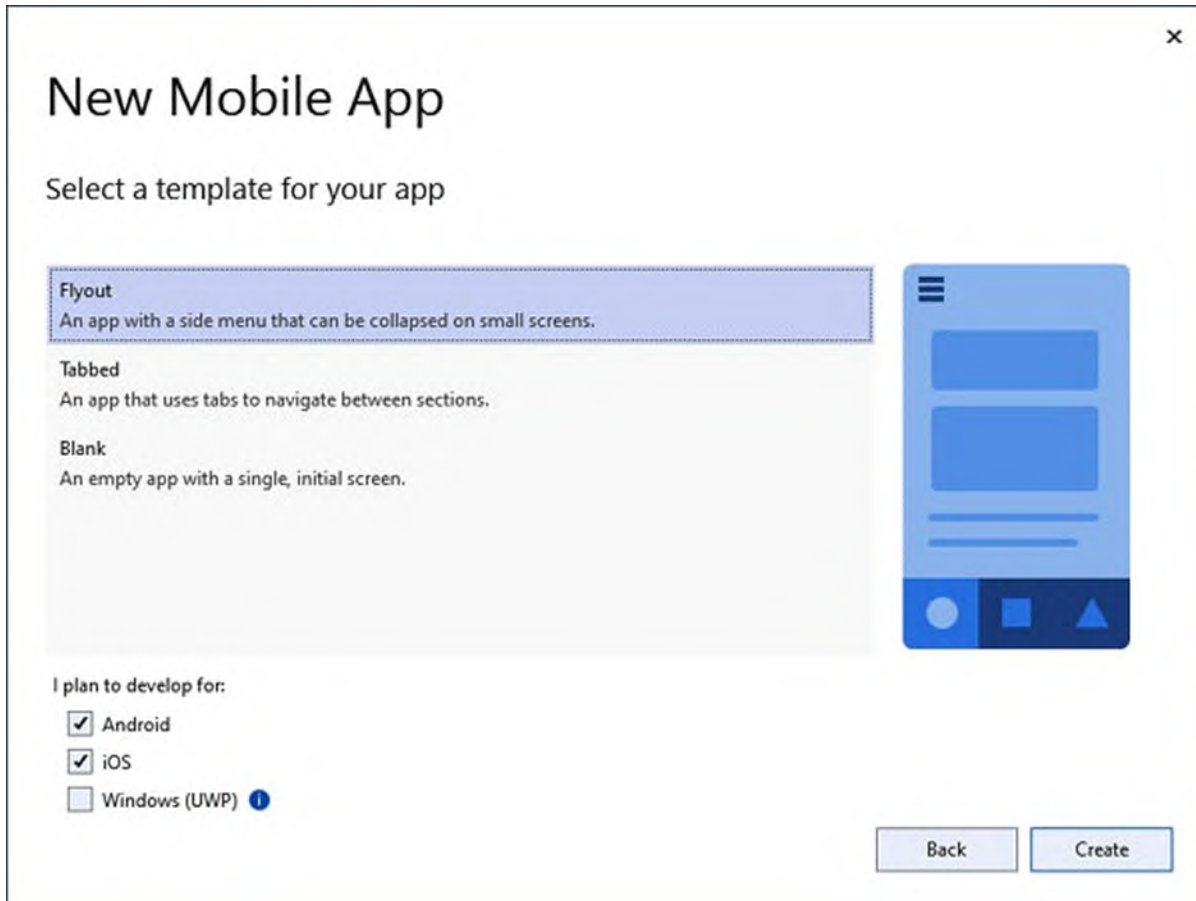 New Mobile App
Select a template for your app
Flyout
An app with a side menu that can be collapsed on small screens.
Tabbed
An app that uses tabs to navigate between sections.
Blank
An empty app with a single, initial screen.
I plan to develop for:
Android
iOS
Windows (UWP)
Back
Create